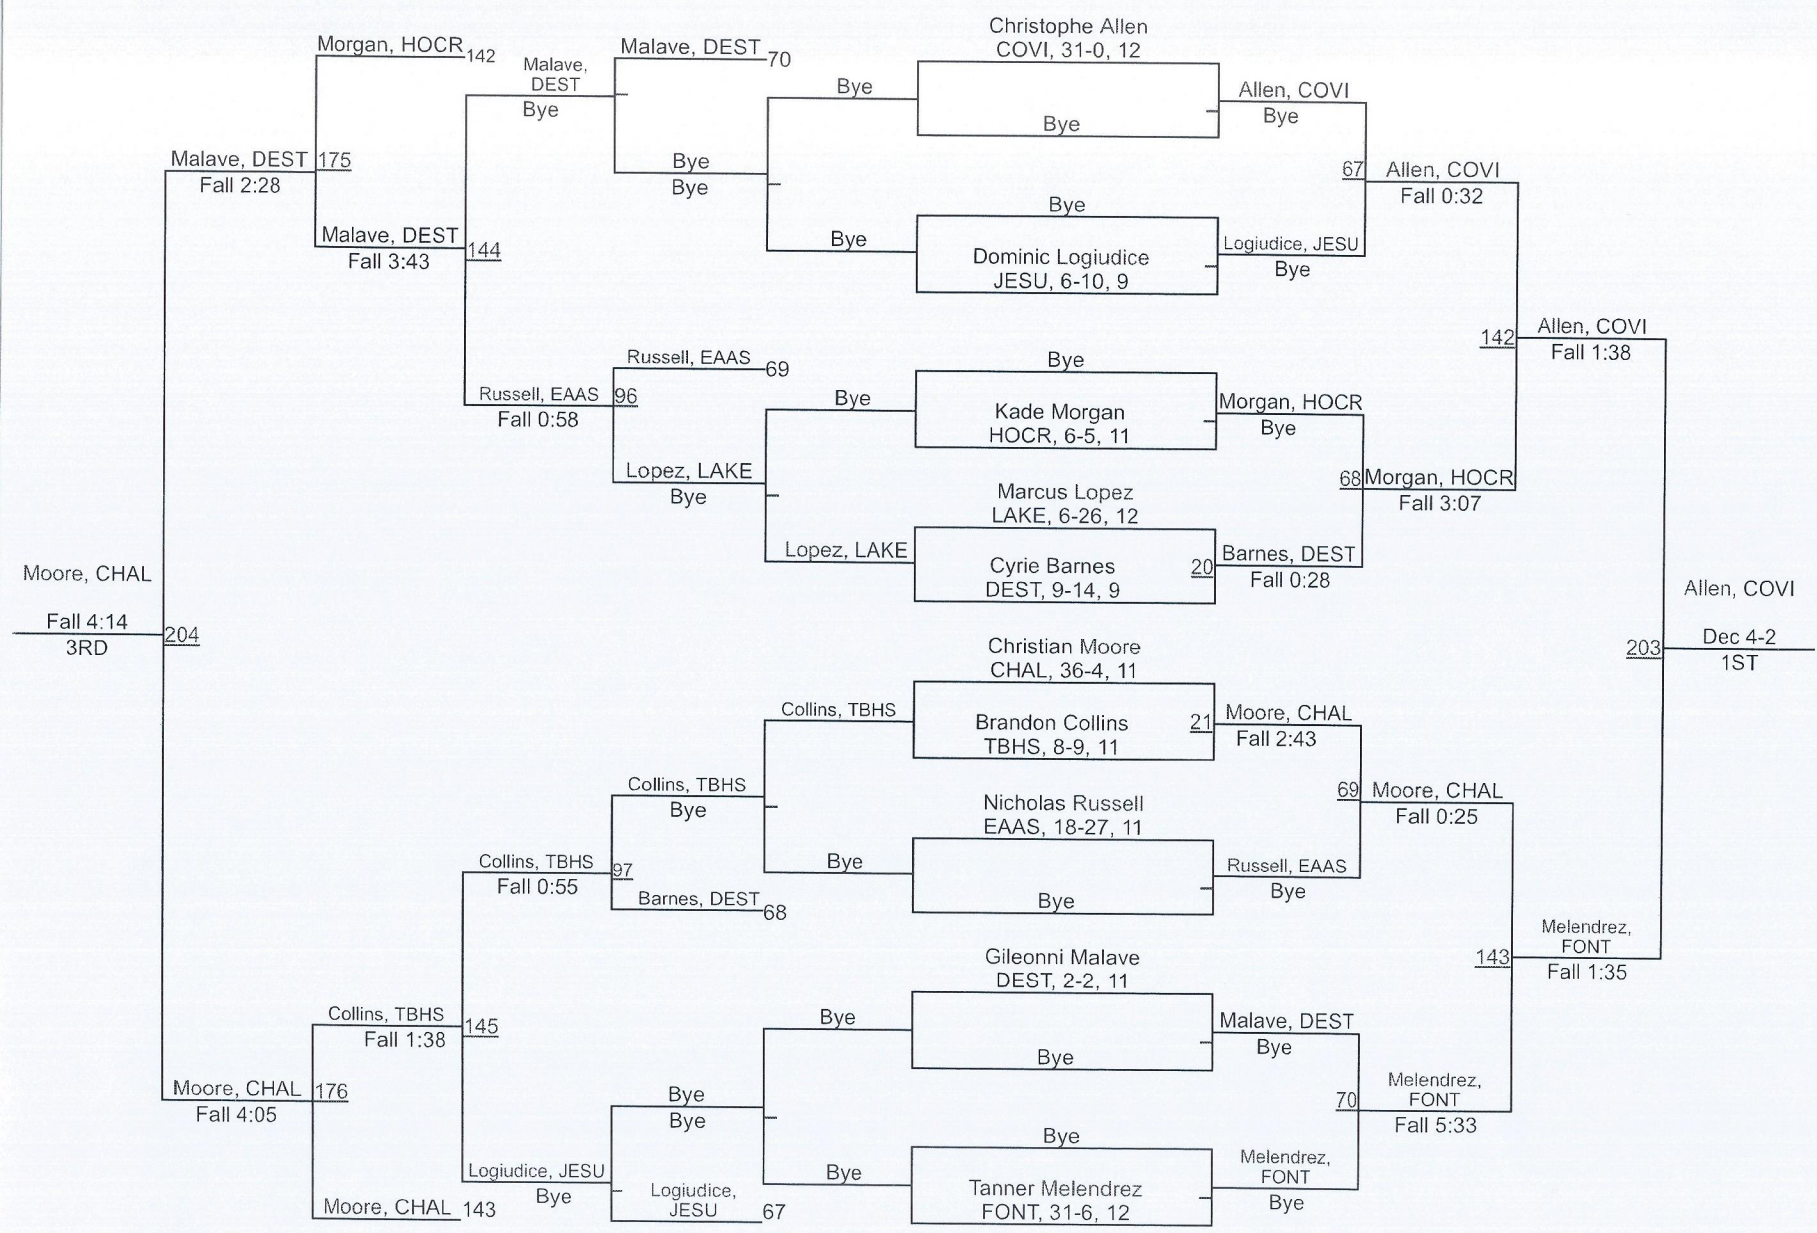 Christophe Allen
COVI, 31-0, 12
Morgan, HOCR 142
Malave, DEST 70
Malave,
DEST
Bye
Bye
Bye
Allen, COVI
Bye
Malave, DEST 175
Fall 2:28
Bye
Bye
67 Allen, COVI
Fall 0:32
Bye
Malave, DEST
Fall 3:43
144
Bye
Dominic Logiudice
JESU, 6-10, 9
Logiudice, JESU
Bye
142 Allen, COVI
Fall 1:38
Russell, EAAS 69
Bye
Russell, EAAS 96
Fall 0:58
Bye
Kade Morgan
HOCR, 6-5, 11
Morgan, HOCR
Bye
Lopez, LAKE
Bye
68 Morgan, HOCR
Fall 3:07
Marcus Lopez
LAKE, 6-26, 12
Lopez, LAKE
Cyrie Barnes
DEST, 9-14, 9
20 Barnes, DEST
Fall 0:28
Moore, CHAL
Fall 4:14
3RD
204
Allen, COVI
203 Dec 4-2
1ST
Christian Moore
CHAL, 36-4, 11
Collins, TBHS
Brandon Collins
TBHS, 8-9, 11
21 Moore, CHAL
Fall 2:43
Collins, TBHS
Bye
69 Moore, CHAL
Fall 0:25
Nicholas Russell
EAAS, 18-27, 11
Collins, TBHS 97
Fall 0:55
Bye
Russell, EAAS
Bye
Barnes, DEST 68
Bye
Melendrez,
FONT
143
Fall 1:35
Gileonni Malave
DEST, 2-2, 11
Collins, TBHS 145
Fall 1:38
Bye
Malave, DEST
Bye
Bye
Moore, CHAL 176
Fall 4:05
Bye
Bye
Melendrez,
FONT
70
Fall 5:33
Bye
Logiudice, JESU
Bye
Bye
Melendrez,
FONT
Bye
Tanner Melendrez
FONT, 31-6, 12
Logiudice,
JESU 67
Moore, CHAL 143